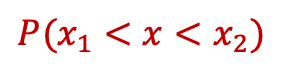 P(x₁ < x < x₂)